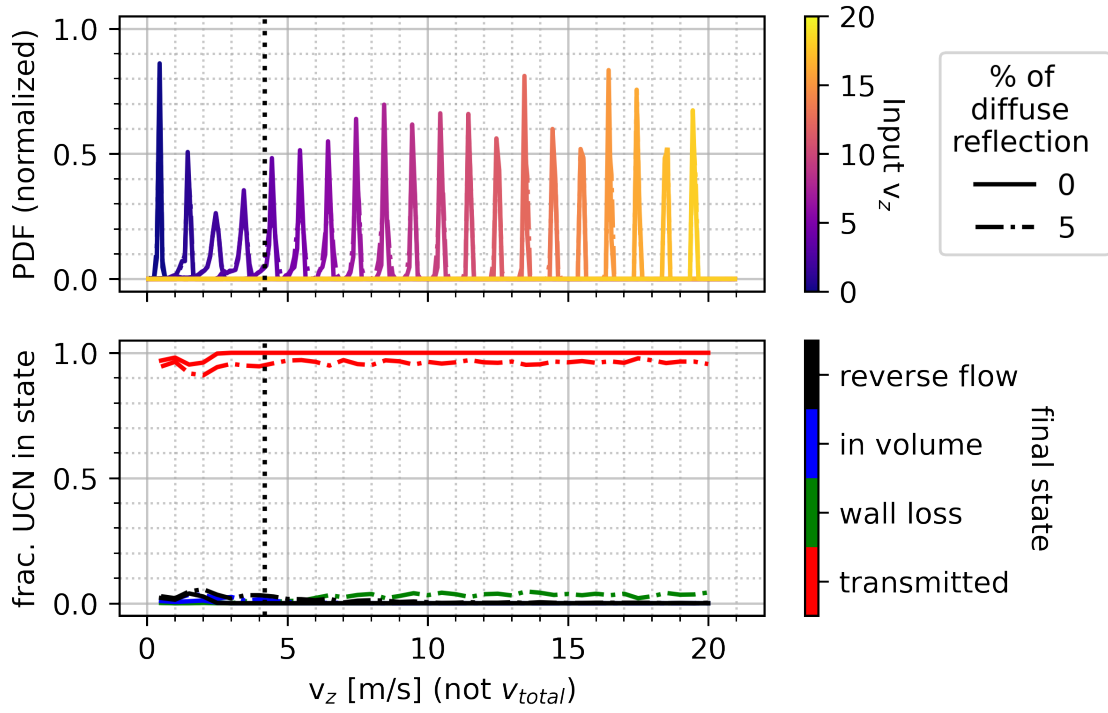 PDF (normalized)
1.0
0.5
0.0
20
15
10
5
0
Input v_z
% of
diffuse
reflection
0
5
frac. UCN in state
1.0
0.5
0.0
0
5
10
15
20
v_z [m/s] (not v_total)
reverse flow
in volume
wall loss
transmitted
final state